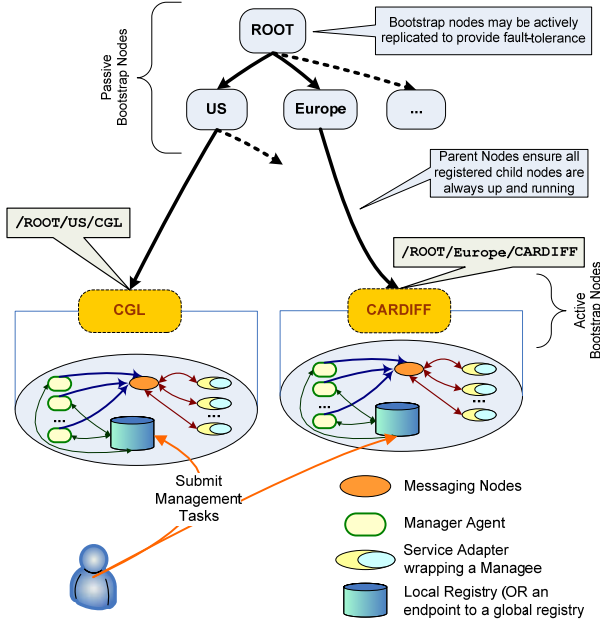 ROOT
Bootstrap nodes may be actively
replicated to provide fault-tolerance
Passive
Bootstrap Nodes
US
Europe
...
Parent Nodes ensure all
registered child nodes are
always up and running
/ROOT/US/CGL
/ROOT/Europe/CARDIFF
CGL
CARDIFF
Active
Bootstrap Nodes
...
...
...
...
Submit
Management
Tasks
Messaging Nodes
Manager Agent
Service Adapter
wrapping a Managee
Local Registry (OR an
endpoint to a global registry